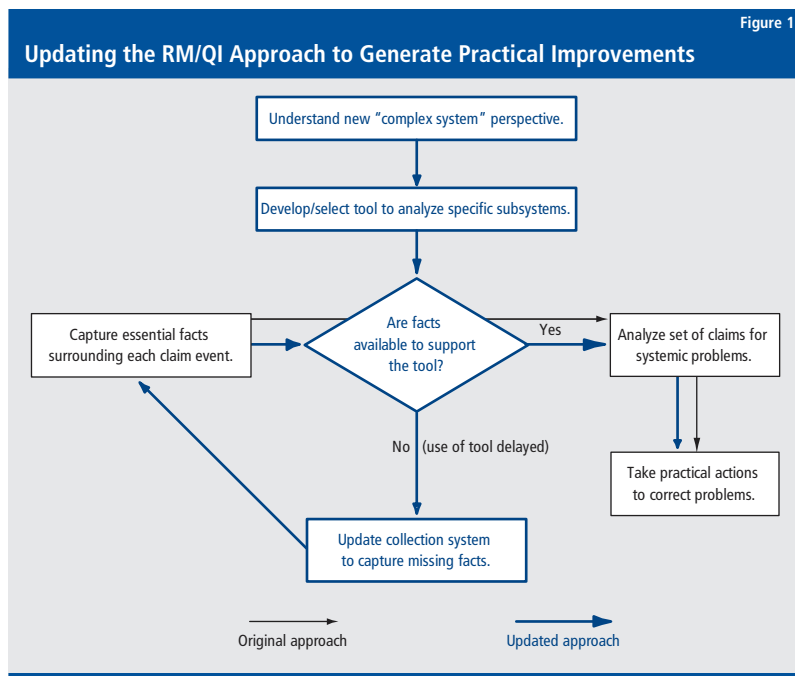 Figure 1
Updating the RM/QI Approach to Generate Practical Improvements
Understand new “complex system” perspective.
Develop/select tool to analyze specific subsystems.
Capture essential facts
surrounding each claim event.
Are facts
available to support
the tool?
Yes
Analyze set of claims for
systemic problems.
No (use of tool delayed)
Take practical actions
to correct problems.
Update collection system
to capture missing facts.
Original approach
Updated approach